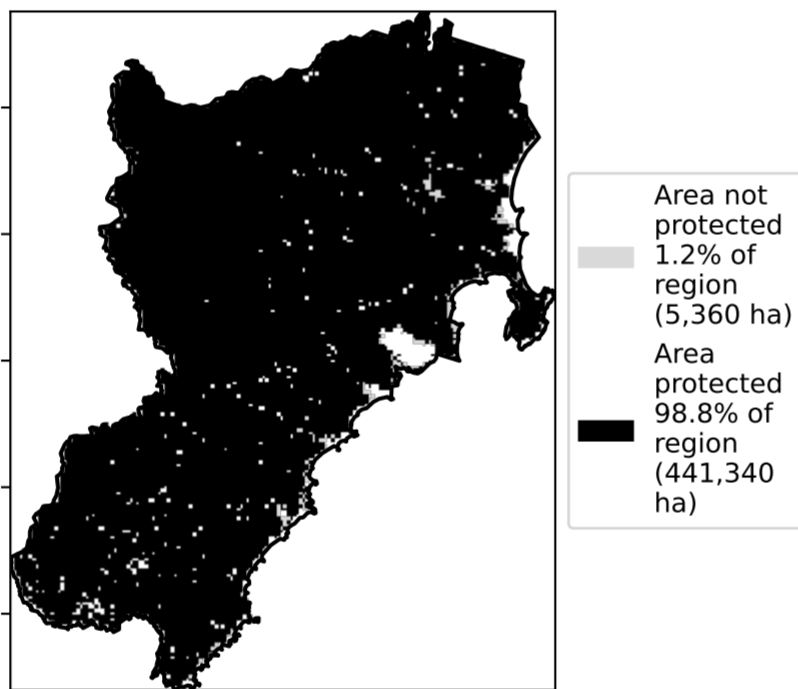 Area not
protected
1.2% of
region
(5,360 ha)
Area
protected
98.8% of
region
(441,340
ha)